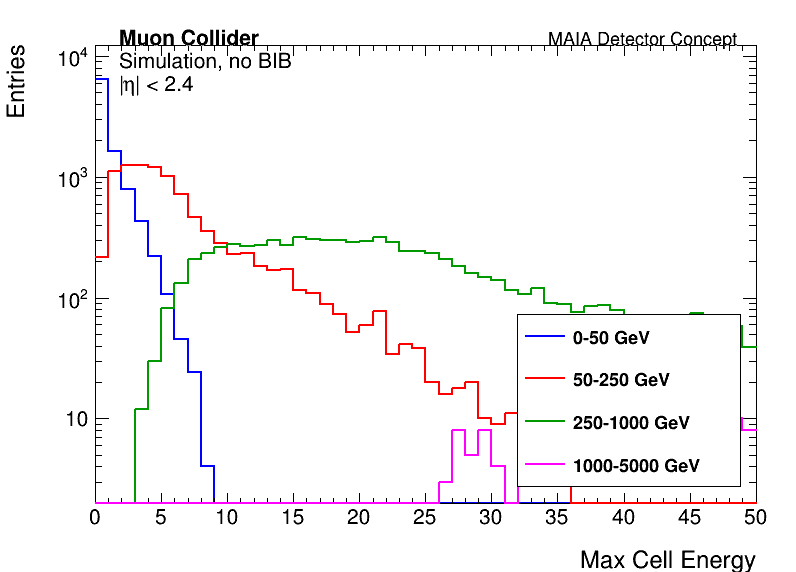 Muon Collider
MAIA Detector Concept
Simulation, no BIB
|η| < 2.4
Entries
10⁴
10³
10²
10
0-50 GeV
50-250 GeV
250-1000 GeV
1000-5000 GeV
0 5 10 15 20 25 30 35 40 45 50
Max Cell Energy